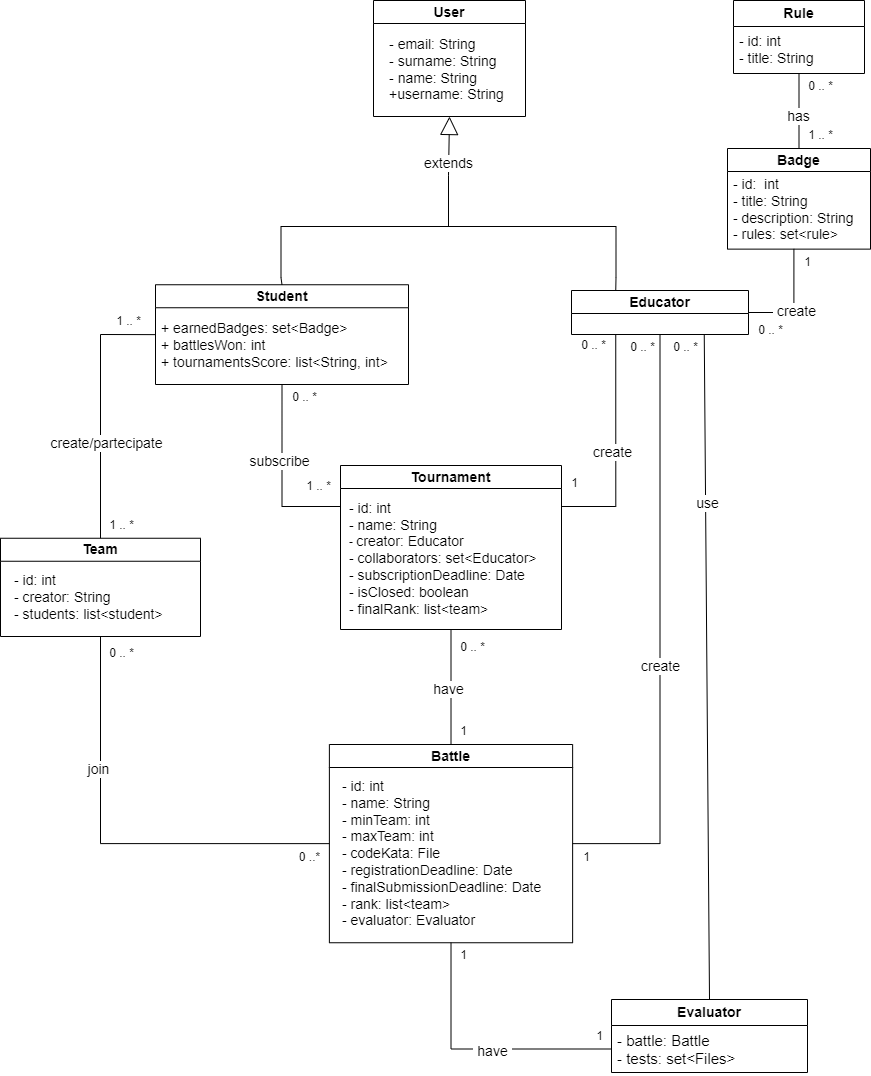 User
- email: String
- surname: String
- name: String
+username: String
extends
Rule
- id: int
- title: String
0 .. *
has
1 .. *
Badge
- id:  int
- title: String
- description: String
- rules: set<rule>
1
create
0 .. *
Student
+ earnedBadges: set<Badge>
+ battlesWon: int
+ tournamentsScore: list<String, int>
1 .. *
0 .. *
Educator
0 .. *
0 .. *
0 .. *
create/partecipate
subscribe
create
use
1 .. *
1 .. *
1
Tournament
- id: int
- name: String
- creator: Educator
- collaborators: set<Educator>
- subscriptionDeadline: Date
- isClosed: boolean
- finalRank: list<team>
Team
- id: int
- creator: String
- students: list<student>
0 .. *
0 .. *
have
create
1
join
0 ..*
1
Battle
- id: int
- name: String
- minTeam: int
- maxTeam: int
- codeKata: File
- registrationDeadline: Date
- finalSubmissionDeadline: Date
- rank: list<team>
- evaluator: Evaluator
1
have
1
Evaluator
- battle: Battle
- tests: set<Files>